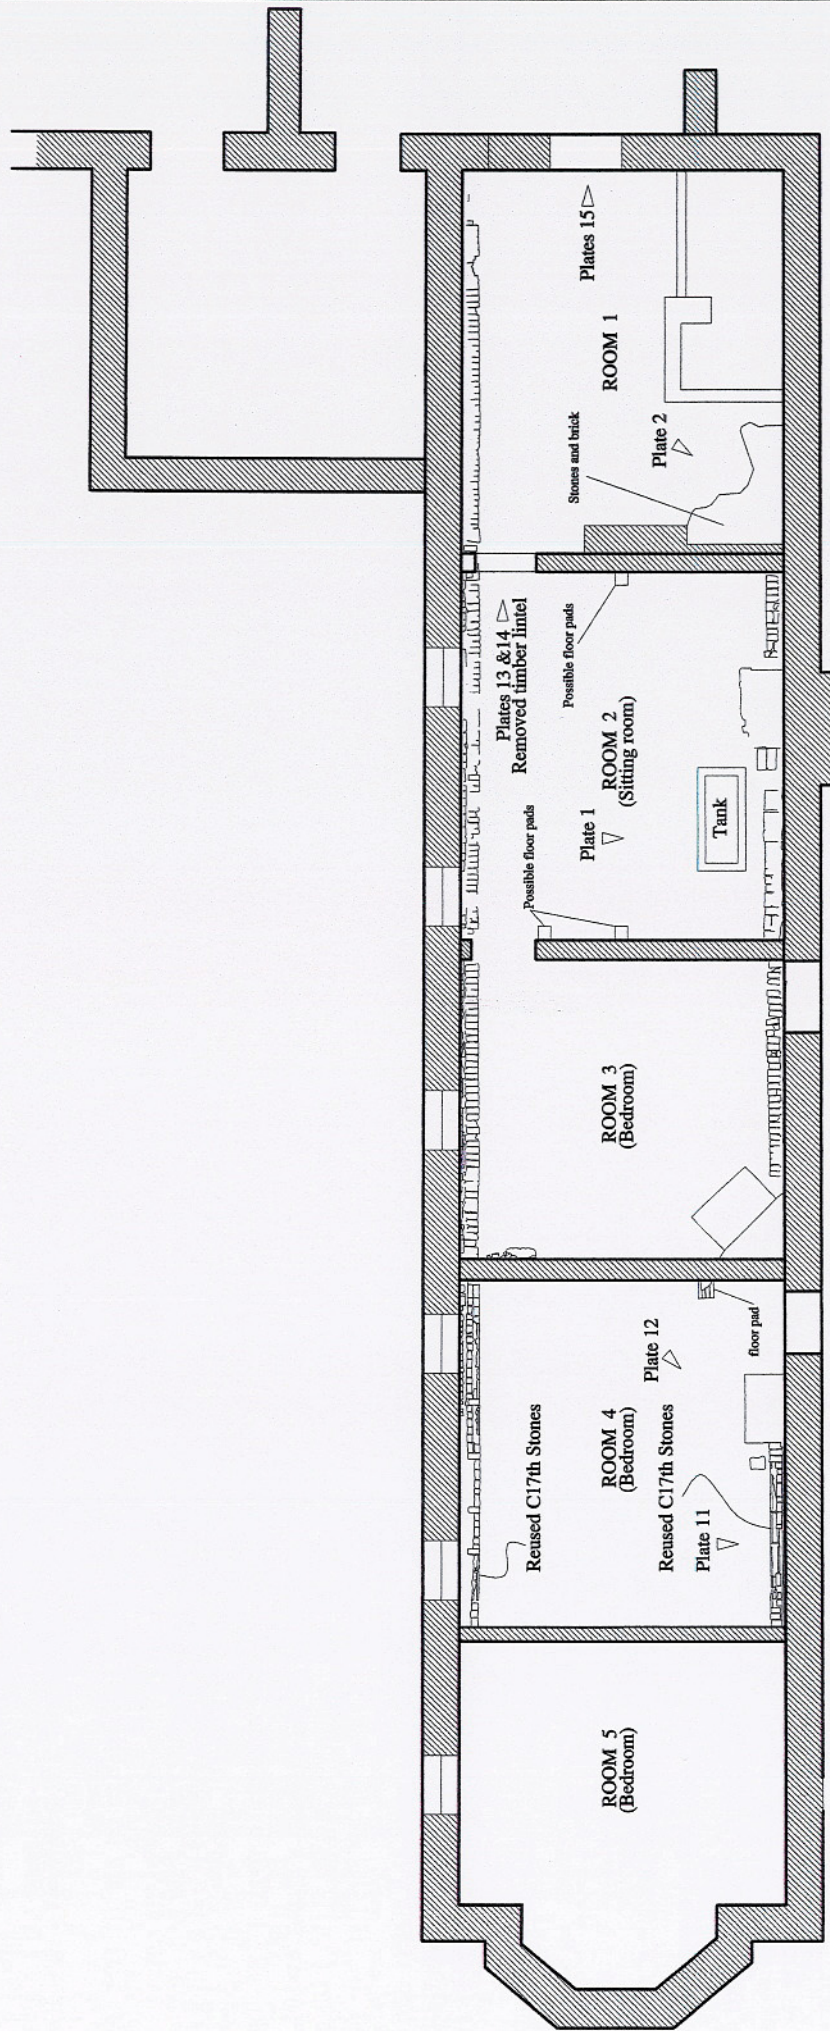 Plates 15
ROOM 1
Stones and brick
Plate 2
Plates 13 &14
Removed timber lintel
Possible floor pads
ROOM 2
(Sitting room)
Plate 1
Tank
Possible floor pads
ROOM 3
(Bedroom)
floor pad
Plate 12
Reused C17th Stones
ROOM 4
(Bedroom)
Reused C17th Stones
Plate 11
ROOM 5
(Bedroom)